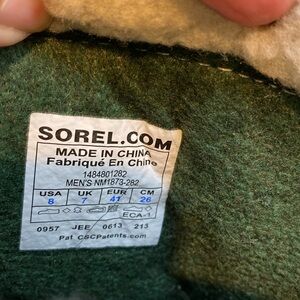 SOREL.COM
MADE IN CHINA
Fabriqué En Chine
1484801282
MEN'S NM1873-282
USA UK EUR CM
8 7 41 26
ECA-1
0957 JEE 0613 213
Pat CSCPatents.com